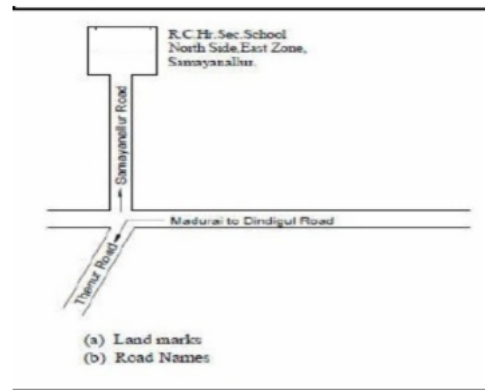 R.C.Hr.Sec.School
North Side,East Zone,
Samayanallur.
Samayanallur Road
Madurai to Dindigul Road
Thenur Road
(a) Land marks
(b) Road Names